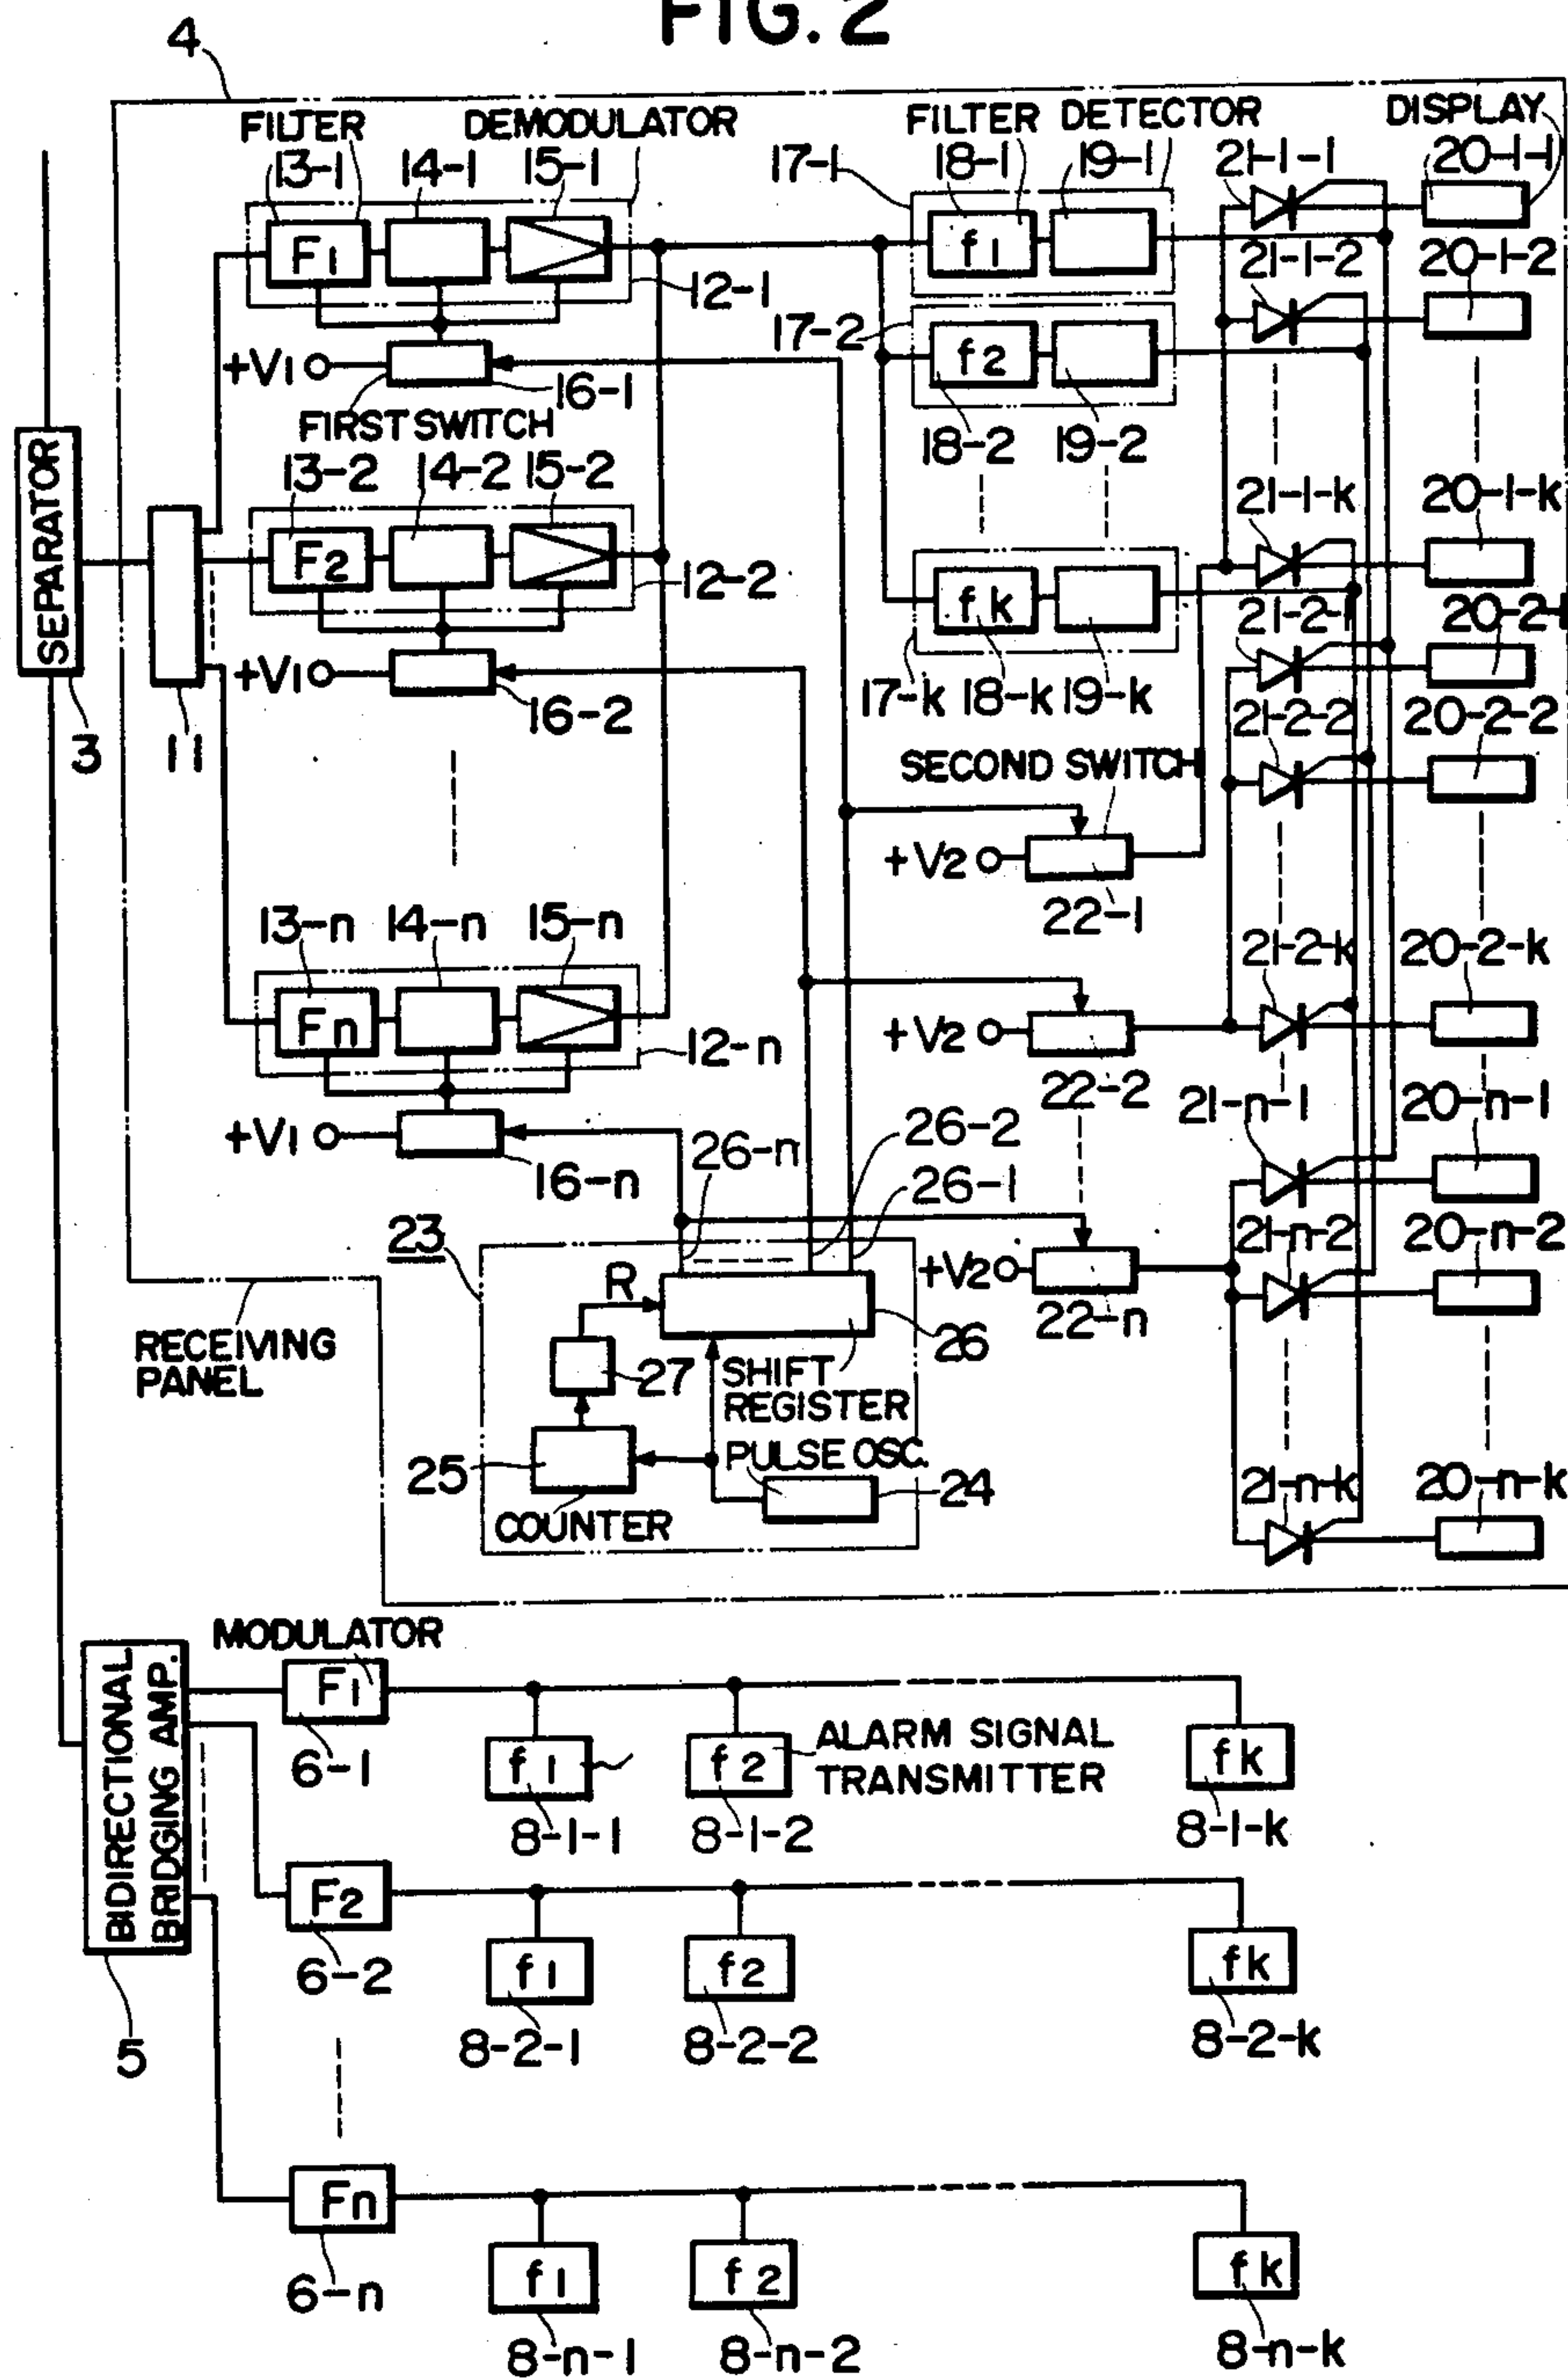 FIG. 2
4
FILTER DEMODULATOR FILTER DETECTOR DISPLAY
13-1 14-1 15-1 17-1 18-1 19-1 21-1-1 20-1-1
F1 f1
12-1 21-1-2 20-1-2
17-2
f2
+V1 16-1
FIRST SWITCH 18-2 19-2
13-2 14-2 15-2 21-1-k 20-1-k
SEPARATOR
F2 12-2 fk
21-2-1 20-2-1
+V1 16-2 17-k 18-k 19-k
3 11 21-2-2 20-2-2
SECOND SWITCH
+V2
22-1
13-n 14-n 15-n 21-2-k 20-2-k
Fn 12-n +V2
22-2 21-n-1 20-n-1
+V1 16-n 26-n 26-2
26-1
23 21-n-2 20-n-2
R +V2
22-n
26
RECEIVING
PANEL
27 SHIFT
REGISTER
25 PULSE OSC.
24 21-n-k 20-n-k
COUNTER
MODULATOR
BIDIRECTIONAL
BRIDGING AMP.
F1
6-1 f1 f2 ALARM SIGNAL
TRANSMITTER fk
8-1-1 8-1-2 8-1-k
F2
6-2 f1 f2 fk
5 8-2-1 8-2-2 8-2-k
Fn
6-n f1 f2 fk
8-n-1 8-n-2 8-n-k